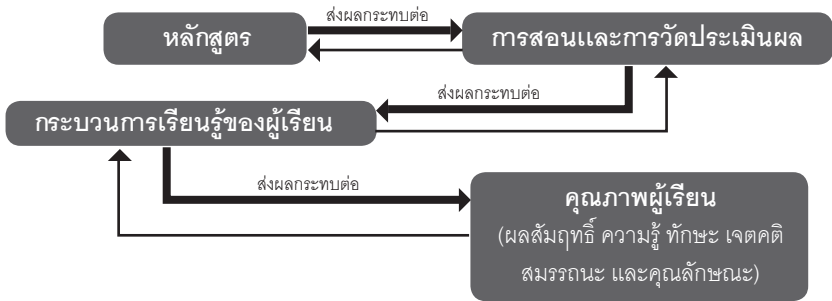 ส่งผลกระทบต่อ
หลักสูตร
การสอนและการวัดประเมินผล
ส่งผลกระทบต่อ
กระบวนการเรียนรู้ของผู้เรียน
ส่งผลกระทบต่อ
คุณภาพผู้เรียน
(ผลสัมฤทธิ์ ความรู้ ทักษะ เจตคติ
สมรรถนะ และคุณลักษณะ)